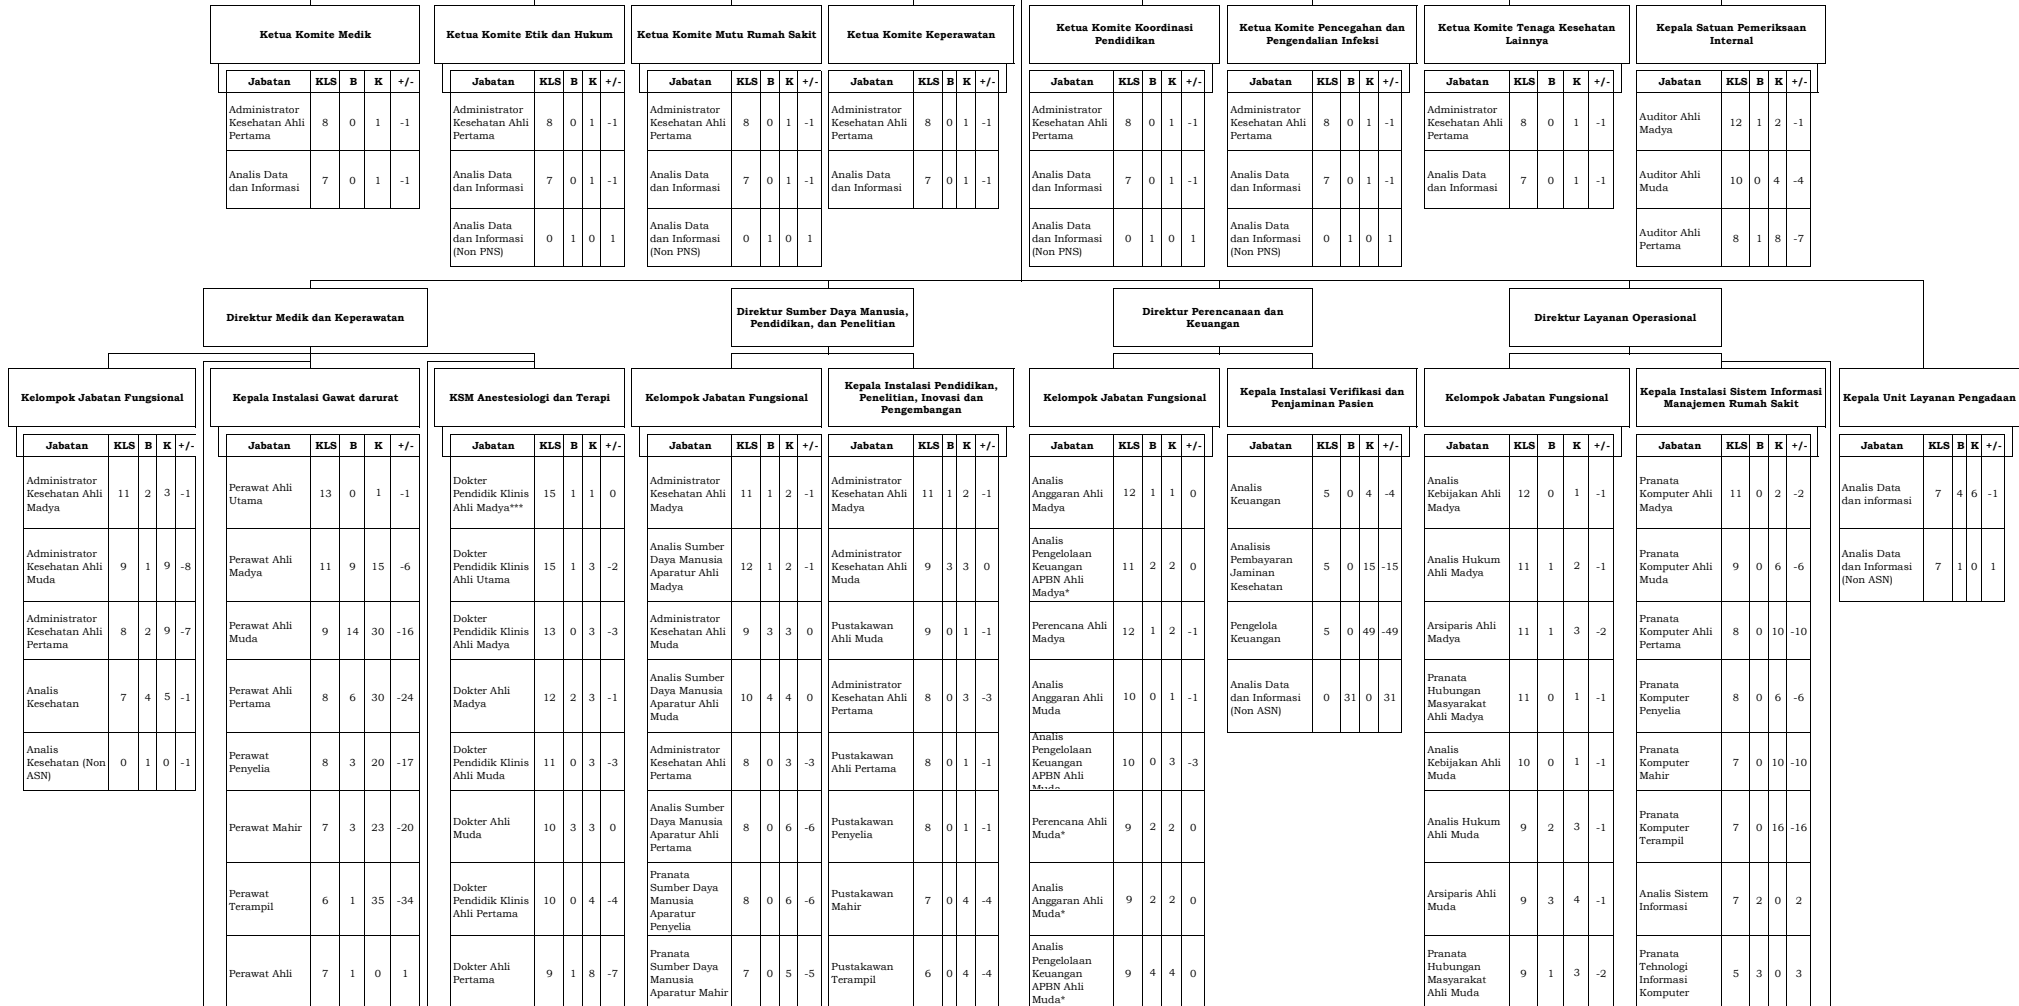 Ketua Komite Medik
Jabatan KLS B K +/-
Administrator
Kesehatan Ahli
Pertama
8 0 1 -1
Analis Data
dan Informasi
7 0 1 -1
Ketua Komite Etik dan Hukum
Jabatan KLS B K +/-
Administrator
Kesehatan Ahli
Pertama
8 0 1 -1
Analis Data
dan Informasi
7 0 1 -1
Analis Data
dan Informasi
(Non PNS)
0 1 0 1
Ketua Komite Mutu Rumah Sakit
Jabatan KLS B K +/-
Administrator
Kesehatan Ahli
Pertama
8 0 1 -1
Analis Data
dan Informasi
7 0 1 -1
Analis Data
dan Informasi
(Non PNS)
0 1 0 1
Ketua Komite Keperawatan
Jabatan KLS B K +/-
Administrator
Kesehatan Ahli
Pertama
8 0 1 -1
Analis Data
dan Informasi
7 0 1 -1
Ketua Komite Koordinasi
Pendidikan
Jabatan KLS B K +/-
Administrator
Kesehatan Ahli
Pertama
8 0 1 -1
Analis Data
dan Informasi
7 0 1 -1
Analis Data
dan Informasi
(Non PNS)
0 1 0 1
Ketua Komite Pencegahan dan
Pengendalian Infeksi
Jabatan KLS B K +/-
Administrator
Kesehatan Ahli
Pertama
8 0 1 -1
Analis Data
dan Informasi
7 0 1 -1
Analis Data
dan Informasi
(Non PNS)
0 1 0 1
Ketua Komite Tenaga Kesehatan
Lainnya
Jabatan KLS B K +/-
Administrator
Kesehatan Ahli
Pertama
8 0 1 -1
Analis Data
dan Informasi
7 0 1 -1
Kepala Satuan Pemeriksaan
Internal
Jabatan KLS B K +/-
Auditor Ahli
Madya
12 1 2 -1
Auditor Ahli
Muda
10 0 4 -4
Auditor Ahli
Pertama
8 1 8 -7
Direktur Medik dan Keperawatan
Direktur Sumber Daya Manusia,
Pendidikan, dan Penelitian
Direktur Perencanaan dan
Keuangan
Direktur Layanan Operasional
Kelompok Jabatan Fungsional
Jabatan KLS B K +/-
Administrator
Kesehatan Ahli
Madya
11 2 3 -1
Administrator
Kesehatan Ahli
Muda
9 1 9 -8
Administrator
Kesehatan Ahli
Pertama
8 2 9 -7
Analis
Kesehatan
7 4 5 -1
Analis
Kesehatan (Non
ASN)
0 1 0 -1
Kepala Instalasi Gawat darurat
Jabatan KLS B K +/-
Perawat Ahli
Utama
13 0 1 -1
Perawat Ahli
Madya
11 9 15 -6
Perawat Ahli
Muda
9 14 30 -16
Perawat Ahli
Pertama
8 6 30 -24
Perawat
Penyelia
8 3 20 -17
Perawat Mahir
7 3 23 -20
Perawat
Terampil
6 1 35 -34
Perawat Ahli
7 1 0 1
KSM Anestesiologi dan Terapi
Jabatan KLS B K +/-
Dokter
Pendidik Klinis
Ahli Madya***
15 1 1 0
Dokter
Pendidik Klinis
Ahli Utama
15 1 3 -2
Dokter
Pendidik Klinis
Ahli Madya
13 0 3 -3
Dokter Ahli
Madya
12 2 3 -1
Dokter
Pendidik Klinis
Ahli Muda
11 0 3 -3
Dokter Ahli
Muda
10 3 3 0
Dokter
Pendidik Klinis
Ahli Pertama
10 0 4 -4
Dokter Ahli
Pertama
9 1 8 -7
Kelompok Jabatan Fungsional
Jabatan KLS B K +/-
Administrator
Kesehatan Ahli
Madya
11 1 2 -1
Analis Sumber
Daya Manusia
Aparatur Ahli
Madya
12 1 2 -1
Administrator
Kesehatan Ahli
Muda
9 3 3 0
Analis Sumber
Daya Manusia
Aparatur Ahli
Muda
10 4 4 0
Administrator
Kesehatan Ahli
Pertama
8 0 3 -3
Analis Sumber
Daya Manusia
Aparatur Ahli
Pertama
8 0 6 -6
Pranata
Sumber Daya
Manusia
Aparatur
Penyelia
8 0 6 -6
Pranata
Sumber Daya
Manusia
Aparatur Mahir
7 0 5 -5
Kepala Instalasi Pendidikan,
Penelitian, Inovasi dan
Pengembangan
Jabatan KLS B K +/-
Administrator
Kesehatan Ahli
Madya
11 1 2 -1
Administrator
Kesehatan Ahli
Muda
9 3 3 0
Pustakawan
Ahli Muda
9 0 1 -1
Administrator
Kesehatan Ahli
Pertama
8 0 3 -3
Pustakawan
Ahli Pertama
8 0 1 -1
Pustakawan
Penyelia
8 0 1 -1
Pustakawan
Mahir
7 0 4 -4
Pustakawan
Terampil
6 0 4 -4
Kelompok Jabatan Fungsional
Jabatan KLS B K +/-
Analis
Anggaran Ahli
Madya
12 1 1 0
Analis
Pengelolaan
Keuangan
APBN Ahli
Madya*
11 2 2 0
Perencana Ahli
Madya
12 1 2 -1
Analis
Anggaran Ahli
Muda
10 0 1 -1
Analis
Pengelolaan
Keuangan
APBN Ahli
Muda
10 0 3 -3
Perencana Ahli
Muda*
9 2 2 0
Analis
Anggaran Ahli
Muda*
9 2 2 0
Analis
Pengelolaan
Keuangan
APBN Ahli
Muda*
9 4 4 0
Kepala Instalasi Verifikasi dan
Penjaminan Pasien
Jabatan KLS B K +/-
Analis
Keuangan
5 0 4 -4
Analisis
Pembayaran
Jaminan
Kesehatan
5 0 15 -15
Pengelola
Keuangan
5 0 49 -49
Analis Data
dan Informasi
(Non ASN)
0 31 0 31
Kelompok Jabatan Fungsional
Jabatan KLS B K +/-
Analis
Kebijakan Ahli
Madya
12 0 1 -1
Analis Hukum
Ahli Madya
11 1 2 -1
Arsiparis Ahli
Madya
11 1 3 -2
Pranata
Hubungan
Masyarakat
Ahli Madya
11 0 1 -1
Analis
Kebijakan Ahli
Muda
10 0 1 -1
Analis Hukum
Ahli Muda
9 2 3 -1
Arsiparis Ahli
Muda
9 3 4 -1
Pranata
Hubungan
Masyarakat
Ahli Muda
9 1 3 -2
Kepala Instalasi Sistem Informasi
Manajemen Rumah Sakit
Jabatan KLS B K +/-
Pranata
Komputer Ahli
Madya
11 0 2 -2
Pranata
Komputer Ahli
Muda
9 0 6 -6
Pranata
Komputer Ahli
Pertama
8 0 10 -10
Pranata
Komputer
Penyelia
8 0 6 -6
Pranata
Komputer
Mahir
7 0 10 -10
Pranata
Komputer
Terampil
7 0 16 -16
Analis Sistem
Informasi
7 2 0 2
Pranata
Tehnologi
Informasi
Komputer
5 3 0 3
Kepala Unit Layanan Pengadaan
Jabatan KLS B K +/-
Analis Data
dan informasi
7 4 6 -1
Analis Data
dan Informasi
(Non ASN)
7 1 0 1